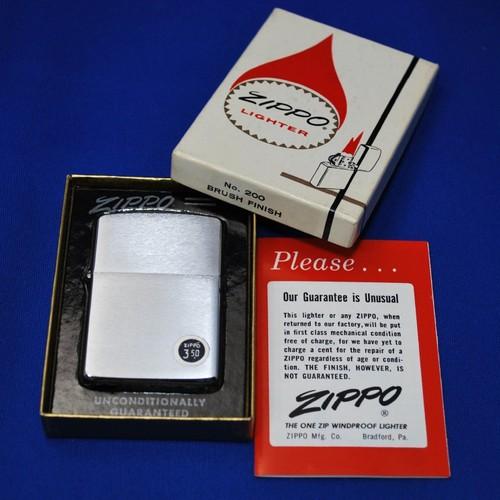 ZIPPO
LIGHTER
No. 200
BRUSH FINISH
ZIPPO
ZIPPO
3 50
UNCONDITIONALLY
GUARANTEED
Please...
Our Guarantee is Unusual
This lighter or any ZIPPO, when
returned to our factory, will be put
in first class mechanical condition
free of charge, for we have yet to
charge a cent for the repair of a
ZIPPO regardless of age or condi-
tion. THE FINISH, HOWEVER, IS
NOT GUARANTEED.
ZIPPO ®
THE ONE ZIP WINDPROOF LIGHTER
ZIPPO Mfg. Co. Bradford, Pa.